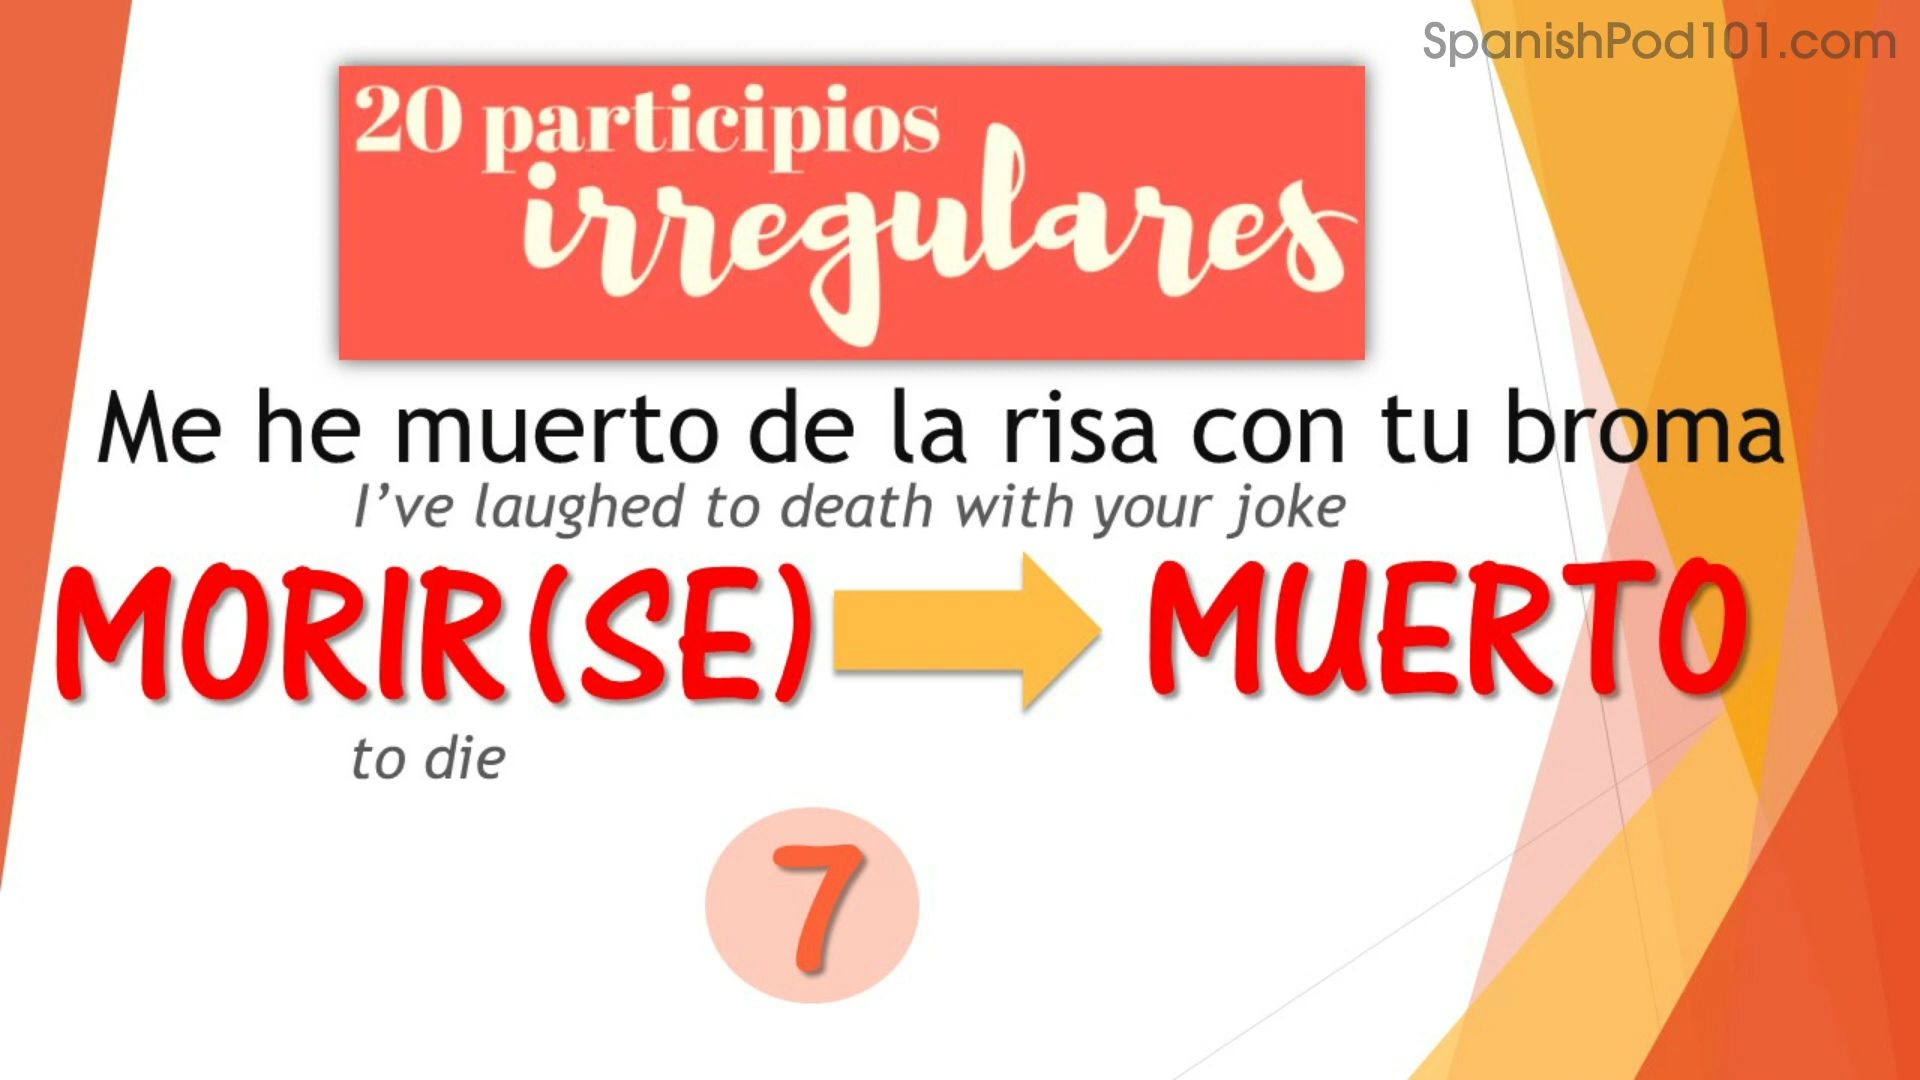 SpanishPod101.com
20 participios
irregulares
Me he muerto de la risa con tu broma
I’ve laughed to death with your joke
MORIR(SE) MUERTO
to die
7